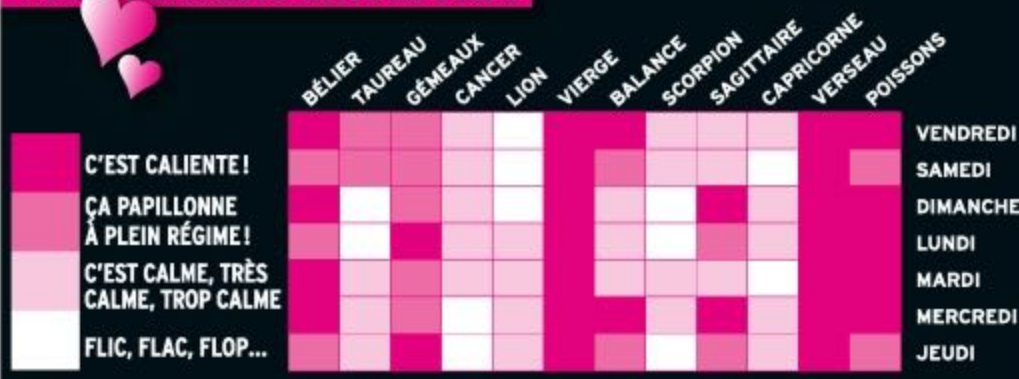 BÉLIER
TAUREAU
GÉMEAUX
CANCER
LION
VIERGE
BALANCE
SCORPION
SAGITTAIRE
CAPRICORNE
VERSEAU
POISSONS
C'EST CALIENTE!
ÇA PAPILLONNE
À PLEIN RÉGIME!
C'EST CALME, TRÈS
CALME, TROP CALME
FLIC, FLAC, FLOP...
VENDREDI
SAMEDI
DIMANCHE
LUNDI
MARDI
MERCREDI
JEUDI